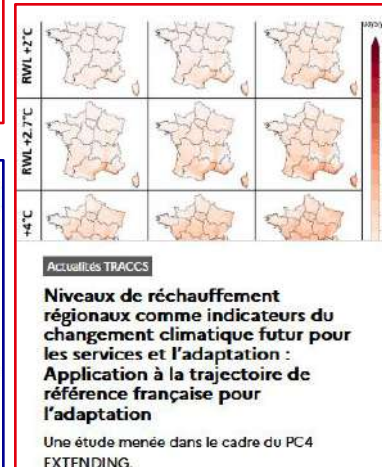 RWL +2°C
RWL +2.7°C
+4°C
Actualités TRACCS
Niveaux de réchauffement
régionaux comme indicateurs du
changement climatique futur pour
les services et l'adaptation :
Application à la trajectoire de
référence française pour
l'adaptation
Une étude menée dans le cadre du PC4
EXTENDING.